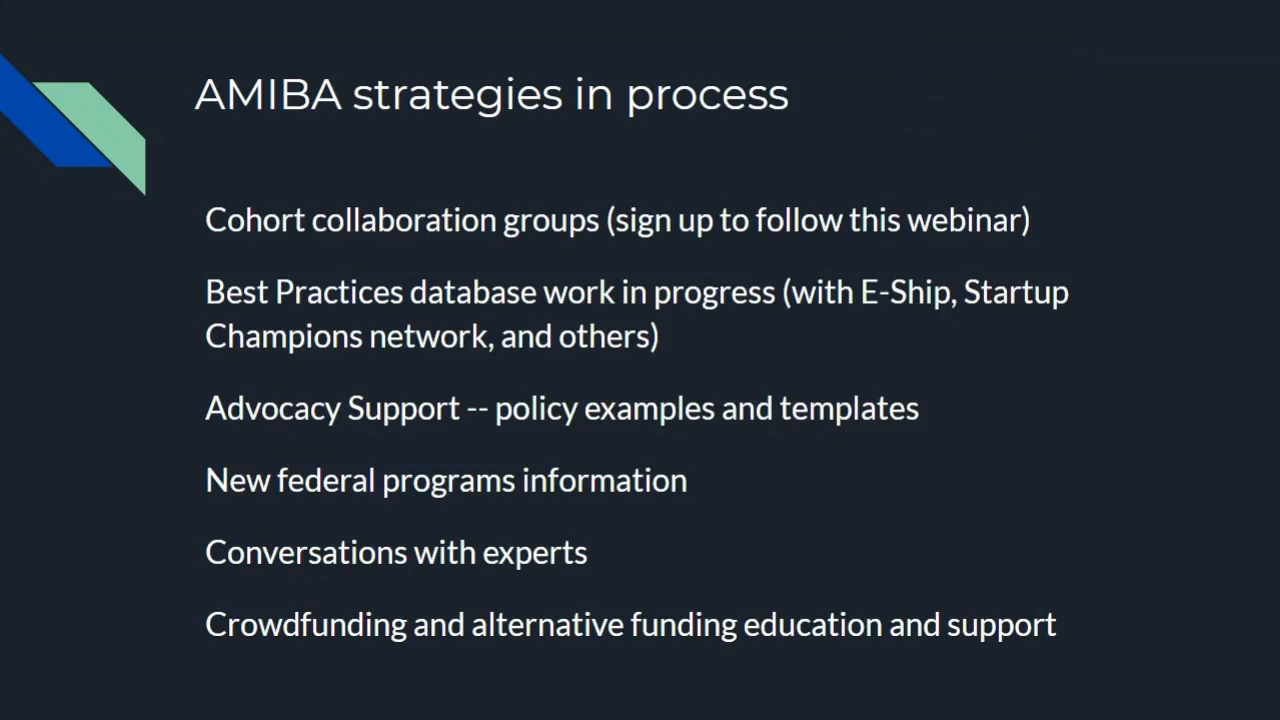 AMIBA strategies in process
Cohort collaboration groups (sign up to follow this webinar)
Best Practices database work in progress (with E-Ship, Startup
Champions network, and others)
Advocacy Support -- policy examples and templates
New federal programs information
Conversations with experts
Crowdfunding and alternative funding education and support